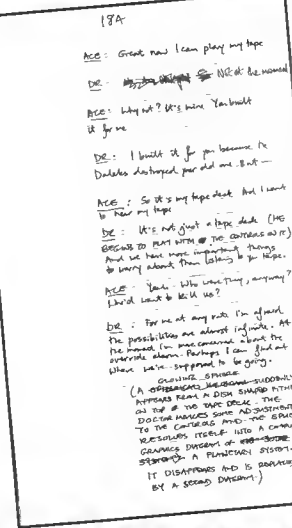 18A
ACE: Great now I can play my tape
DR: Not at the moment
ACE: Why not? It's mine. You built
it for me
DR: I built it for you because the
Daleks destroyed your old one. But —
ACE: So it's my tape deck. And I want
to hear my tape
DR: It's not just a tape deck (HE
BEGINS TO PLAY WITH THE CONTROLS ON IT)
And we have more important things
to worry about than listening to your tape.
ACE: Yeah. Who were they, anyway?
Who'd want to kill us?
DR: For me at any rate I'm afraid
the possibilities are almost infinite. At
the moment I'm more concerned about the
override alarm. Perhaps I can find out
where we're supposed to be going.
GLOWING SPHERE
(A SUDDENLY
APPEARS FROM A DISH SHAPED THING
ON TOP OF THE TAPE DECK. THE
DOCTOR MAKES SOME ADJUSTMENTS
TO THE CONTROLS AND THE SPHERE
RESOLVES ITSELF INTO A COMPUTER
GRAPHICS DIAGRAM OF
A PLANETARY SYSTEM.
IT DISAPPEARS AND IS REPLACED
BY A SECOND DIAGRAM.)